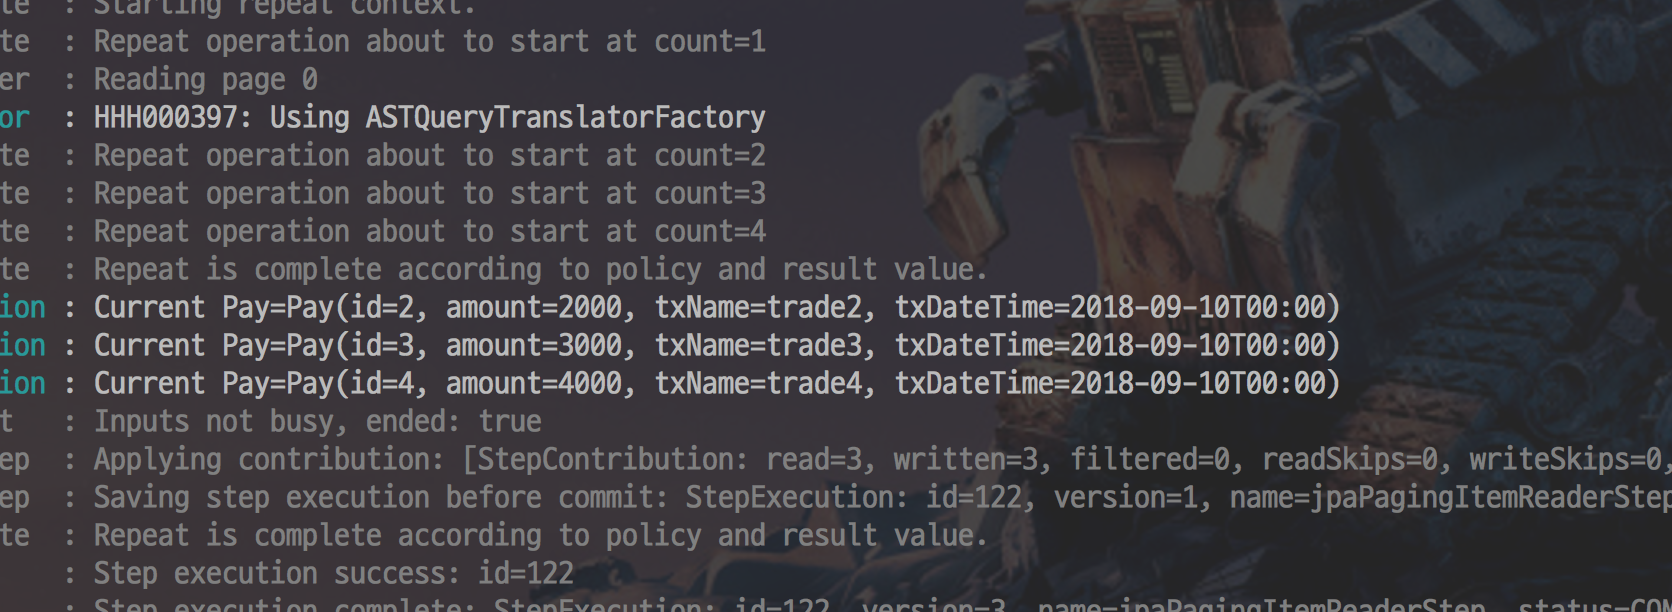 te : Starting repeat context.
te : Repeat operation about to start at count=1
er : Reading page 0
or : HHH000397: Using ASTQueryTranslatorFactory
te : Repeat operation about to start at count=2
te : Repeat operation about to start at count=3
te : Repeat operation about to start at count=4
te : Repeat is complete according to policy and result value.
ion : Current Pay=Pay(id=2, amount=2000, txName=trade2, txDateTime=2018-09-10T00:00)
ion : Current Pay=Pay(id=3, amount=3000, txName=trade3, txDateTime=2018-09-10T00:00)
ion : Current Pay=Pay(id=4, amount=4000, txName=trade4, txDateTime=2018-09-10T00:00)
t : Inputs not busy, ended: true
ep : Applying contribution: [StepContribution: read=3, written=3, filtered=0, readSkips=0, writeSkips=0,
ep : Saving step execution before commit: StepExecution: id=122, version=1, name=jpaPagingItemReaderStep
te : Repeat is complete according to policy and result value.
: Step execution success: id=122
: Step execution complete: StepExecution: id=122, version=3, name=jpaPagingItemReaderStep, status=COM